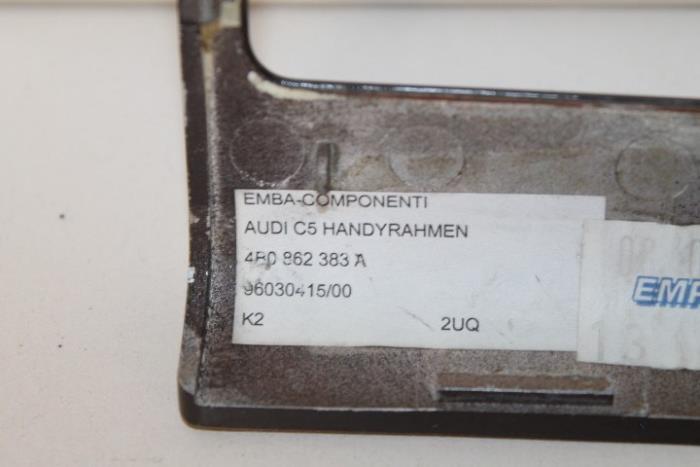 EMBA-COMPONENTI
AUDI C5 HANDYRAHMEN
4B0 862 383 A
96030415/00
K2 2UQ